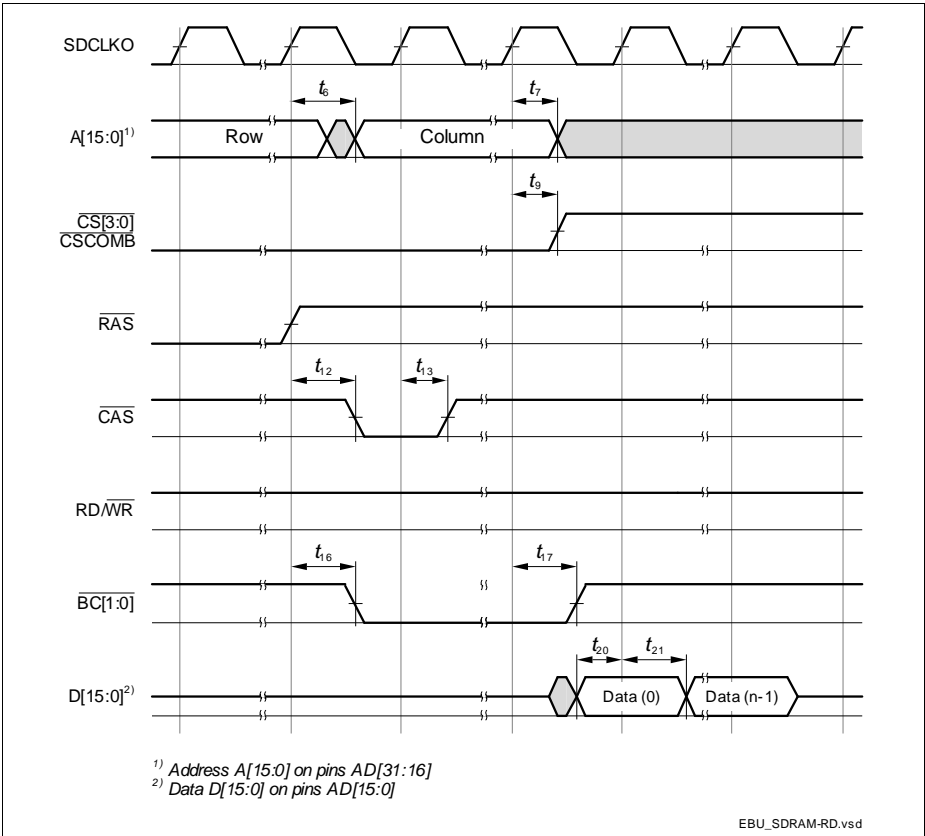 SDCLKO
t6
t7
A[15:0]1)
Row
Column
t9
CS[3:0]
CSCOMB
RAS
t12
t13
CAS
RD/WR
t16
t17
BC[1:0]
t20
t21
D[15:0]2)
Data (0)
Data (n-1)
1) Address A[15:0] on pins AD[31:16]
2) Data D[15:0] on pins AD[15:0]
EBU_SDRAM-RD.vsd